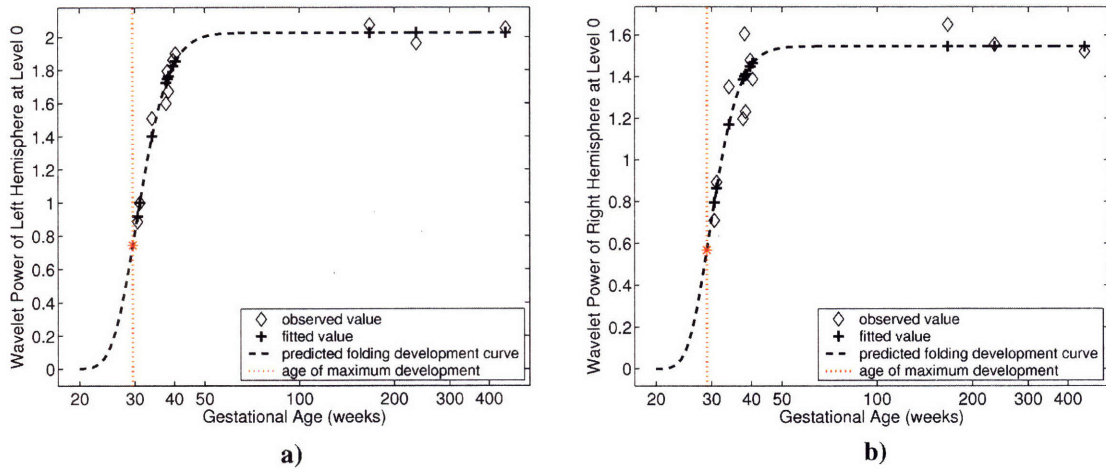 Wavelet Power of Left Hemisphere at Level 0
2
1.8
1.6
1.4
1.2
1
0.8
0.6
0.4
0.2
0
observed value
fitted value
predicted folding development curve
age of maximum development
20 30 40 50 100 200 300 400
Gestational Age (weeks)
a)
Wavelet Power of Right Hemisphere at Level 0
1.6
1.4
1.2
1
0.8
0.6
0.4
0.2
0
observed value
fitted value
predicted folding development curve
age of maximum development
20 30 40 50 100 200 300 400
Gestational Age (weeks)
b)